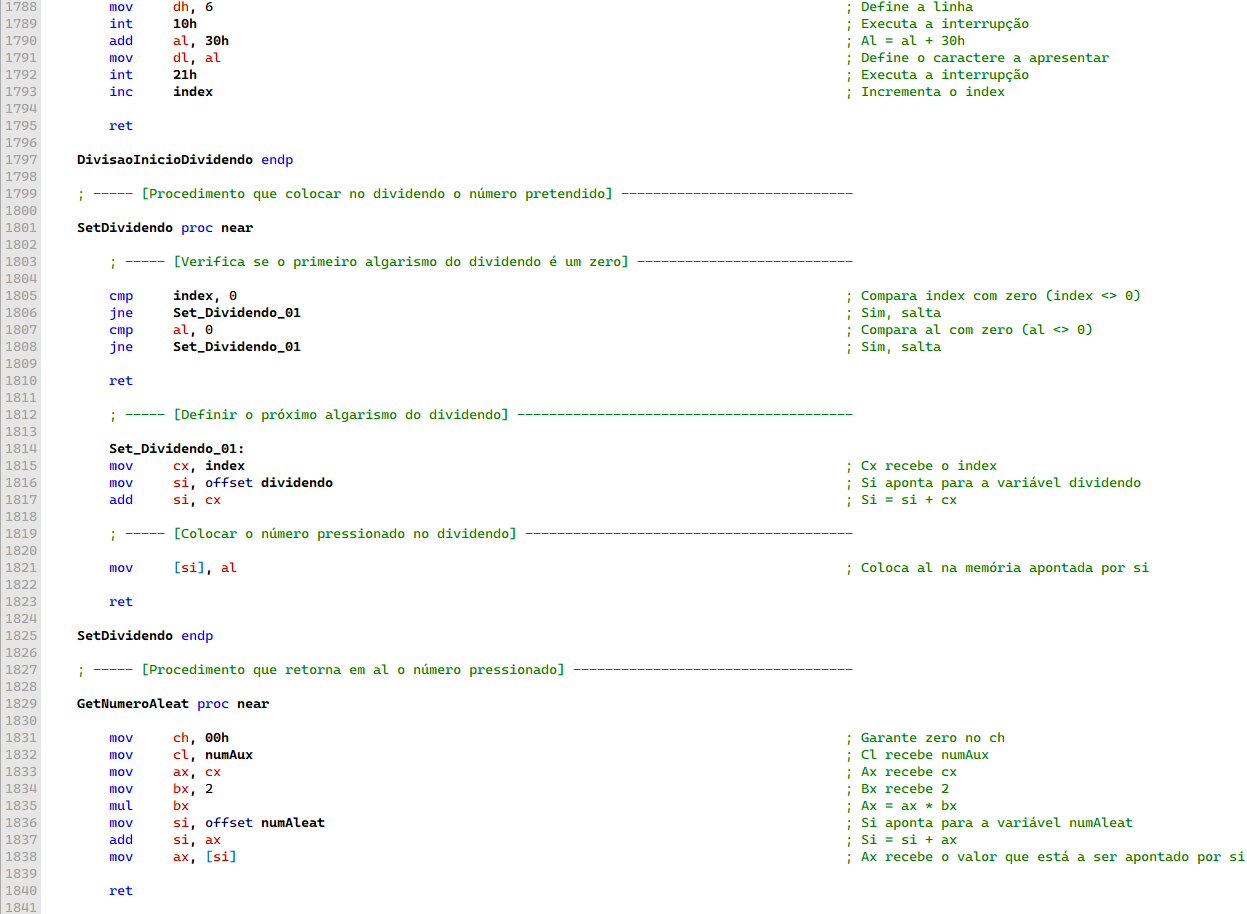 1788 mov dh, 6 ; Define a linha
1789 int 10h ; Executa a interrupção
1790 add al, 30h ; Al = al + 30h
1791 mov dl, al ; Define o caractere a apresentar
1792 int 21h ; Executa a interrupção
1793 inc index ; Incrementa o index
1794
1795 ret
1796
1797 DivisaoInicioDividendo endp
1798
1799 ; ----- [Procedimento que colocar no dividendo o número pretendido] -----------------------------
1800
1801 SetDividendo proc near
1802
1803 ; ----- [Verifica se o primeiro algarismo do dividendo é um zero] ---------------------------
1804
1805 cmp index, 0 ; Compara index com zero (index <> 0)
1806 jne Set_Dividendo_01 ; Sim, salta
1807 cmp al, 0 ; Compara al com zero (al <> 0)
1808 jne Set_Dividendo_01 ; Sim, salta
1809
1810 ret
1811
1812 ; ----- [Definir o próximo algarismo do dividendo] ------------------------------------------
1813
1814 Set_Dividendo_01:
1815 mov cx, index ; Cx recebe o index
1816 mov si, offset dividendo ; Si aponta para a variável dividendo
1817 add si, cx ; Si = si + cx
1818
1819 ; ----- [Colocar o número pressionado no dividendo] -----------------------------------------
1820
1821 mov [si], al ; Coloca al na memória apontada por si
1822
1823 ret
1824
1825 SetDividendo endp
1826
1827 ; ----- [Procedimento que retorna em al o número pressionado] -----------------------------------
1828
1829 GetNumeroAleat proc near
1830
1831 mov ch, 00h ; Garante zero no ch
1832 mov cl, numAux ; Cl recebe numAux
1833 mov ax, cx ; Ax recebe cx
1834 mov bx, 2 ; Bx recebe 2
1835 mul bx ; Ax = ax * bx
1836 mov si, offset numAleat ; Si aponta para a variável numAleat
1837 add si, ax ; Si = si + ax
1838 mov ax, [si] ; Ax recebe o valor que está a ser apontado por si
1839
1840 ret
1841